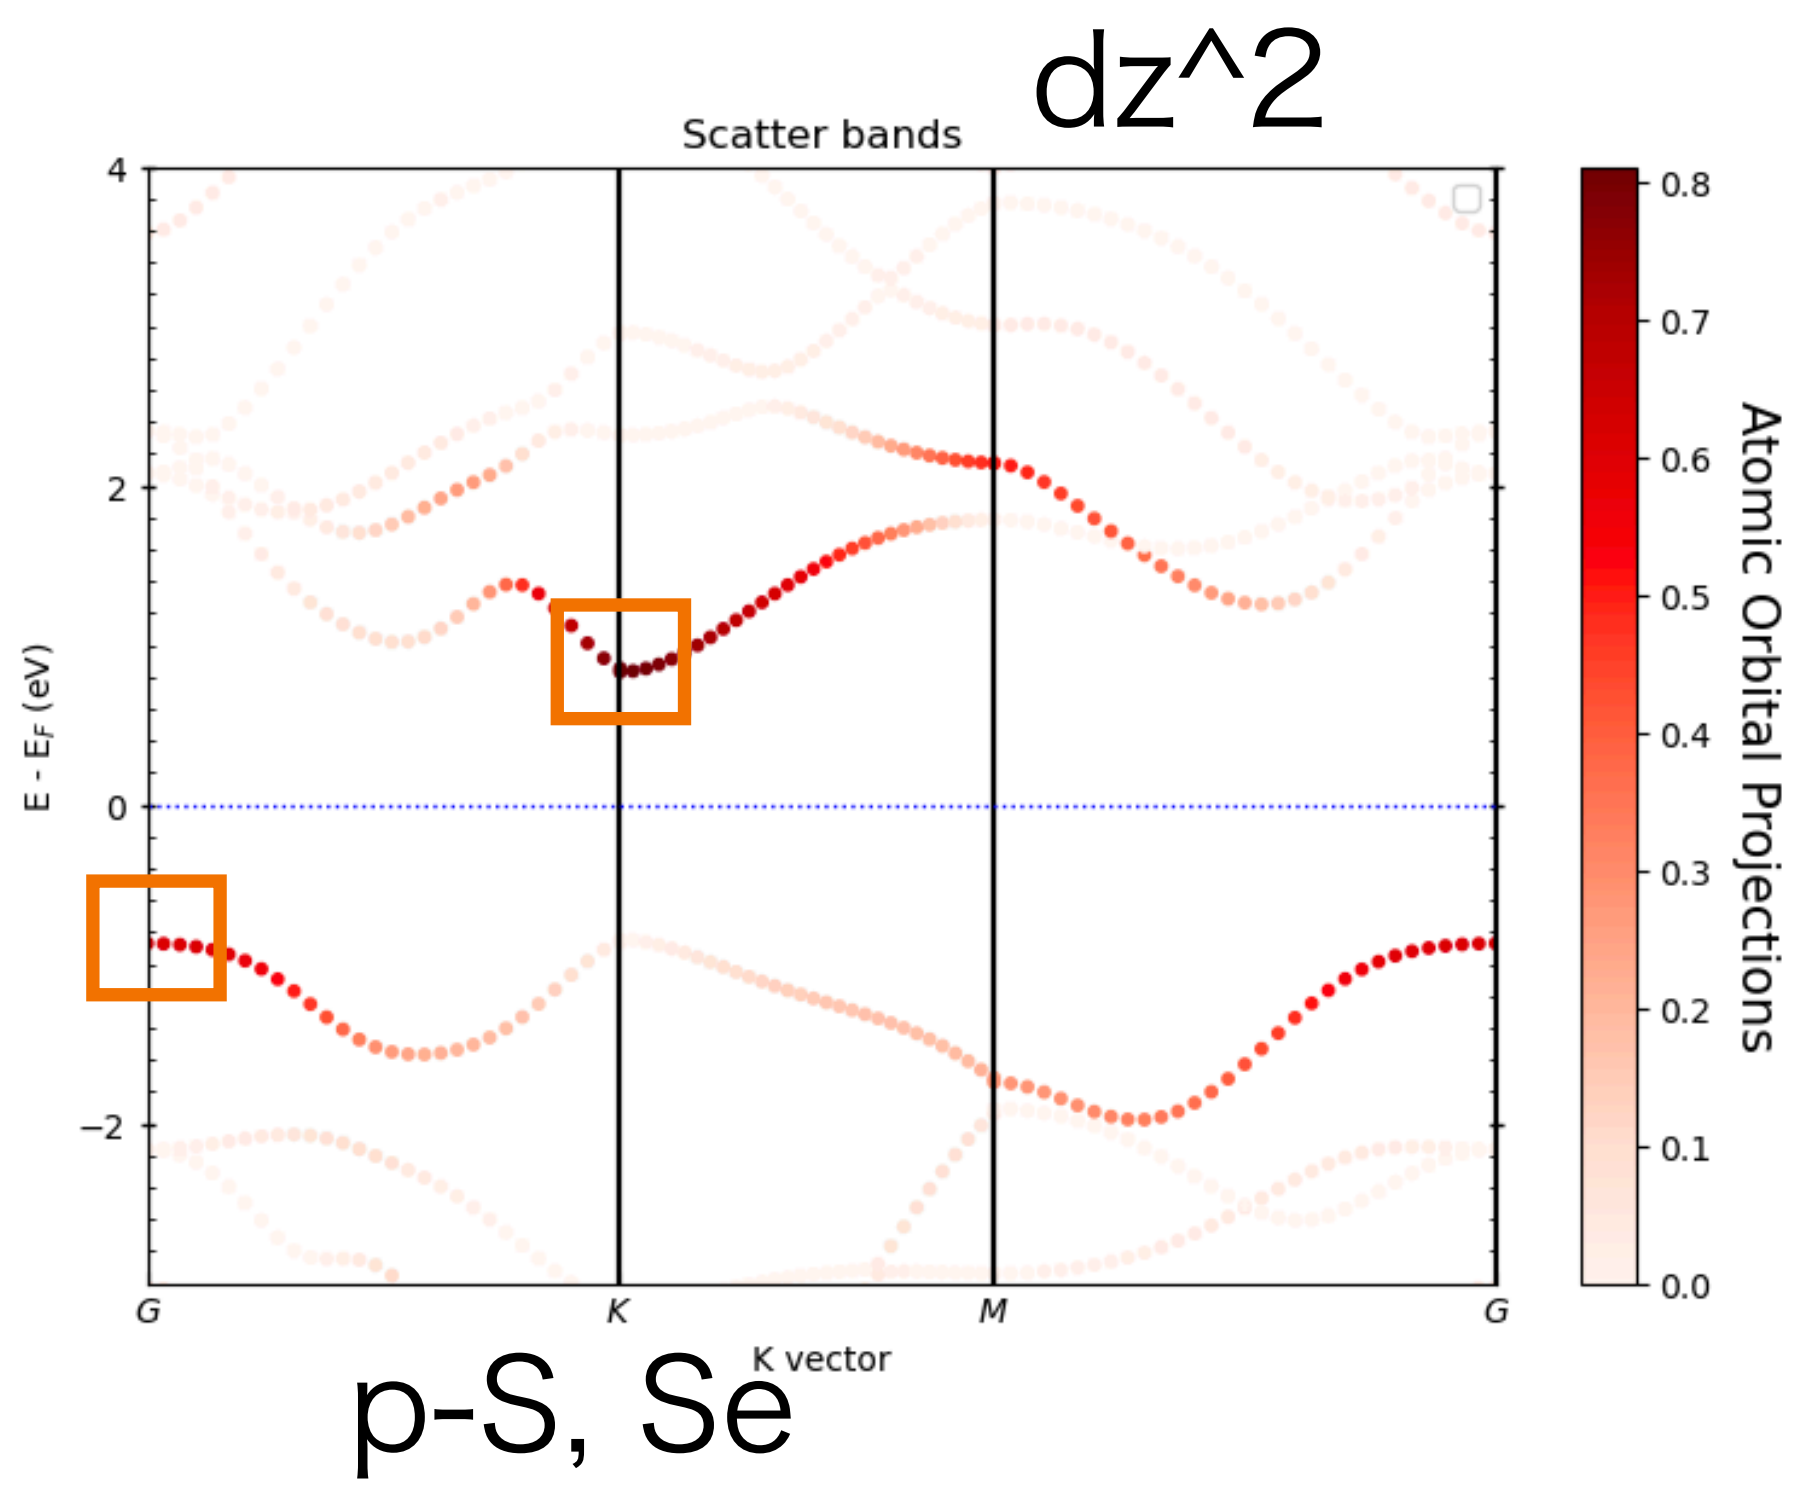 dz^2
Scatter bands
4
2
0
−2
E - E_F (eV)
G
K
M
G
K vector
p-S, Se
0.8
0.7
0.6
0.5
0.4
0.3
0.2
0.1
0.0
Atomic Orbital Projections